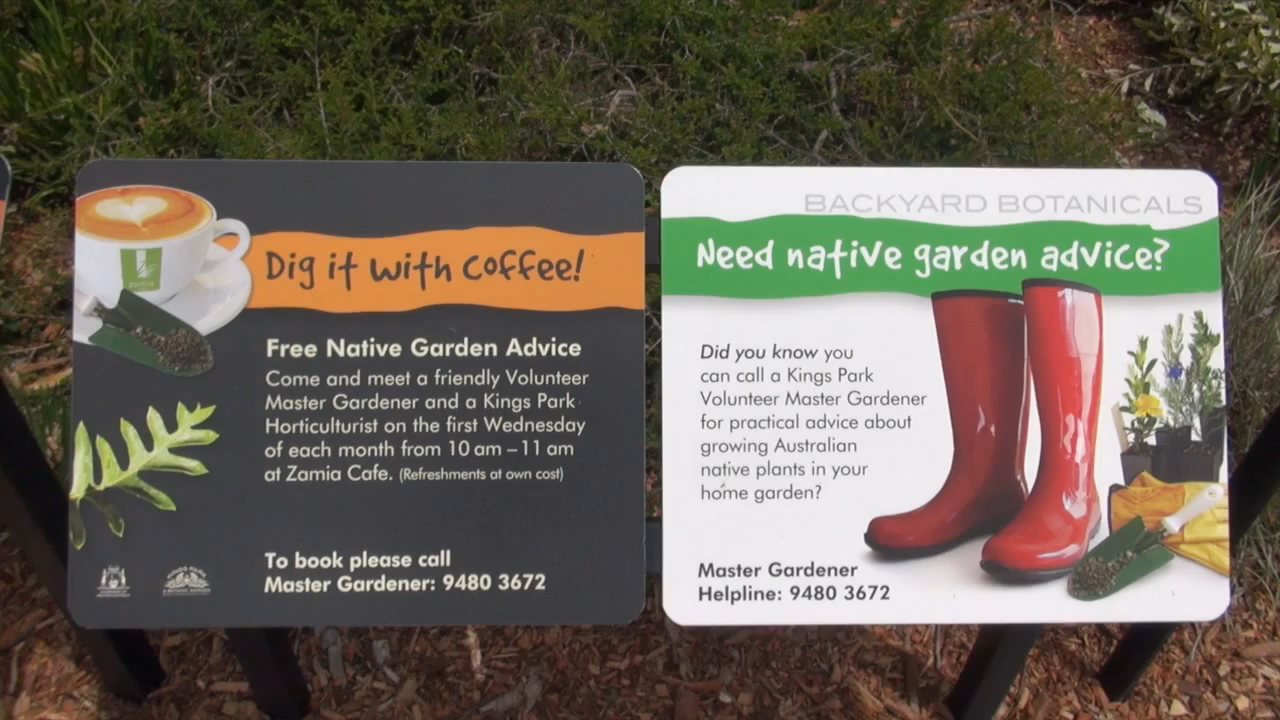 Dig it with coffee!
Free Native Garden Advice
Come and meet a friendly Volunteer
Master Gardener and a Kings Park
Horticulturist on the first Wednesday
of each month from 10 am – 11 am
at Zamia Cafe. (Refreshments at own cost)
To book please call
Master Gardener: 9480 3672
BACKYARD BOTANICALS
Need native garden advice?
Did you know you
can call a Kings Park
Volunteer Master Gardener
for practical advice about
growing Australian
native plants in your
home garden?
Master Gardener
Helpline: 9480 3672